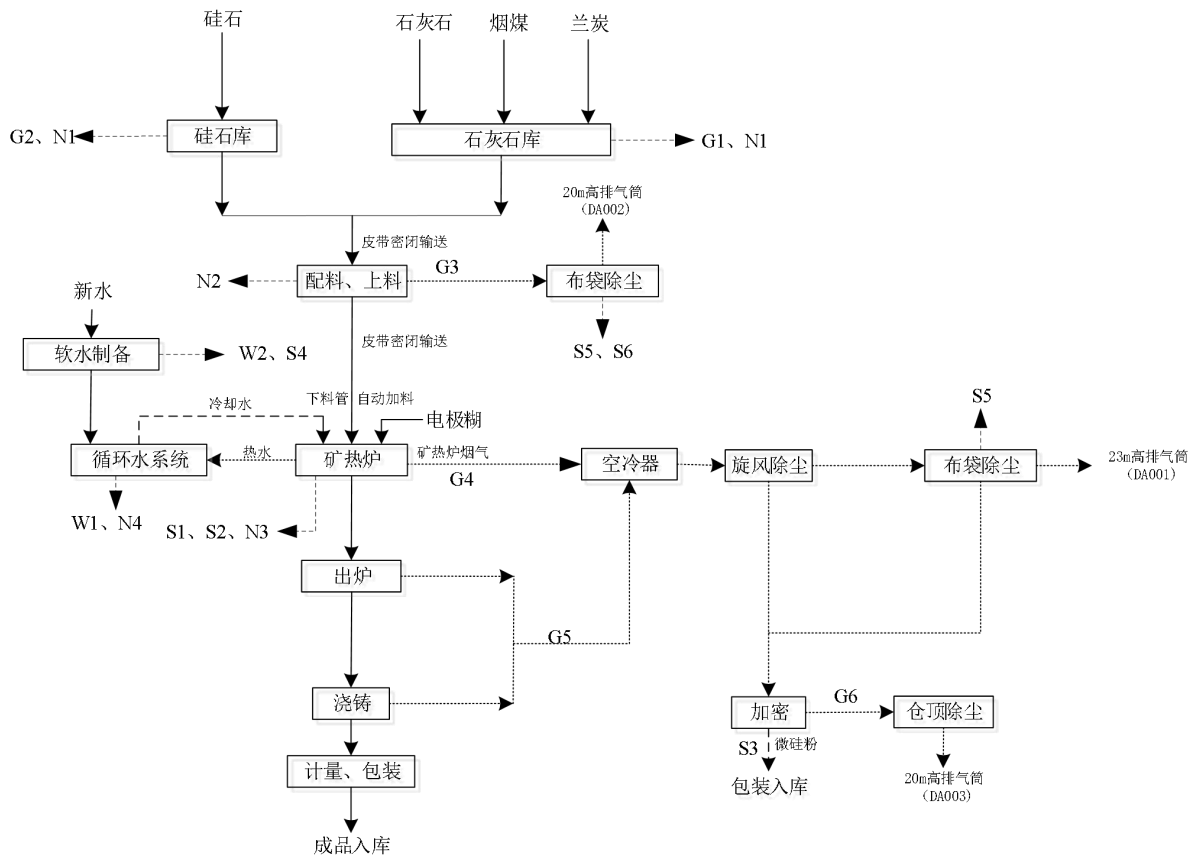 硅石
石灰石
烟煤
兰炭
G2、N1
硅石库
石灰石库
G1、N1
20m高排气筒
（DA002）
皮带密闭输送
N2
配料、上料
G3
布袋除尘
新水
软水制备
W2、S4
皮带密闭输送
S5、S6
冷却水
下料管
自动加料
电极糊
S5
循环水系统
热水
矿热炉
矿热炉烟气
G4
空冷器
旋风除尘
布袋除尘
23m高排气筒
（DA001）
W1、N4
S1、S2、N3
出炉
G5
浇铸
加密
G6
仓顶除尘
S3
微硅粉
计量、包装
包装入库
20m高排气筒
（DA003）
成品入库